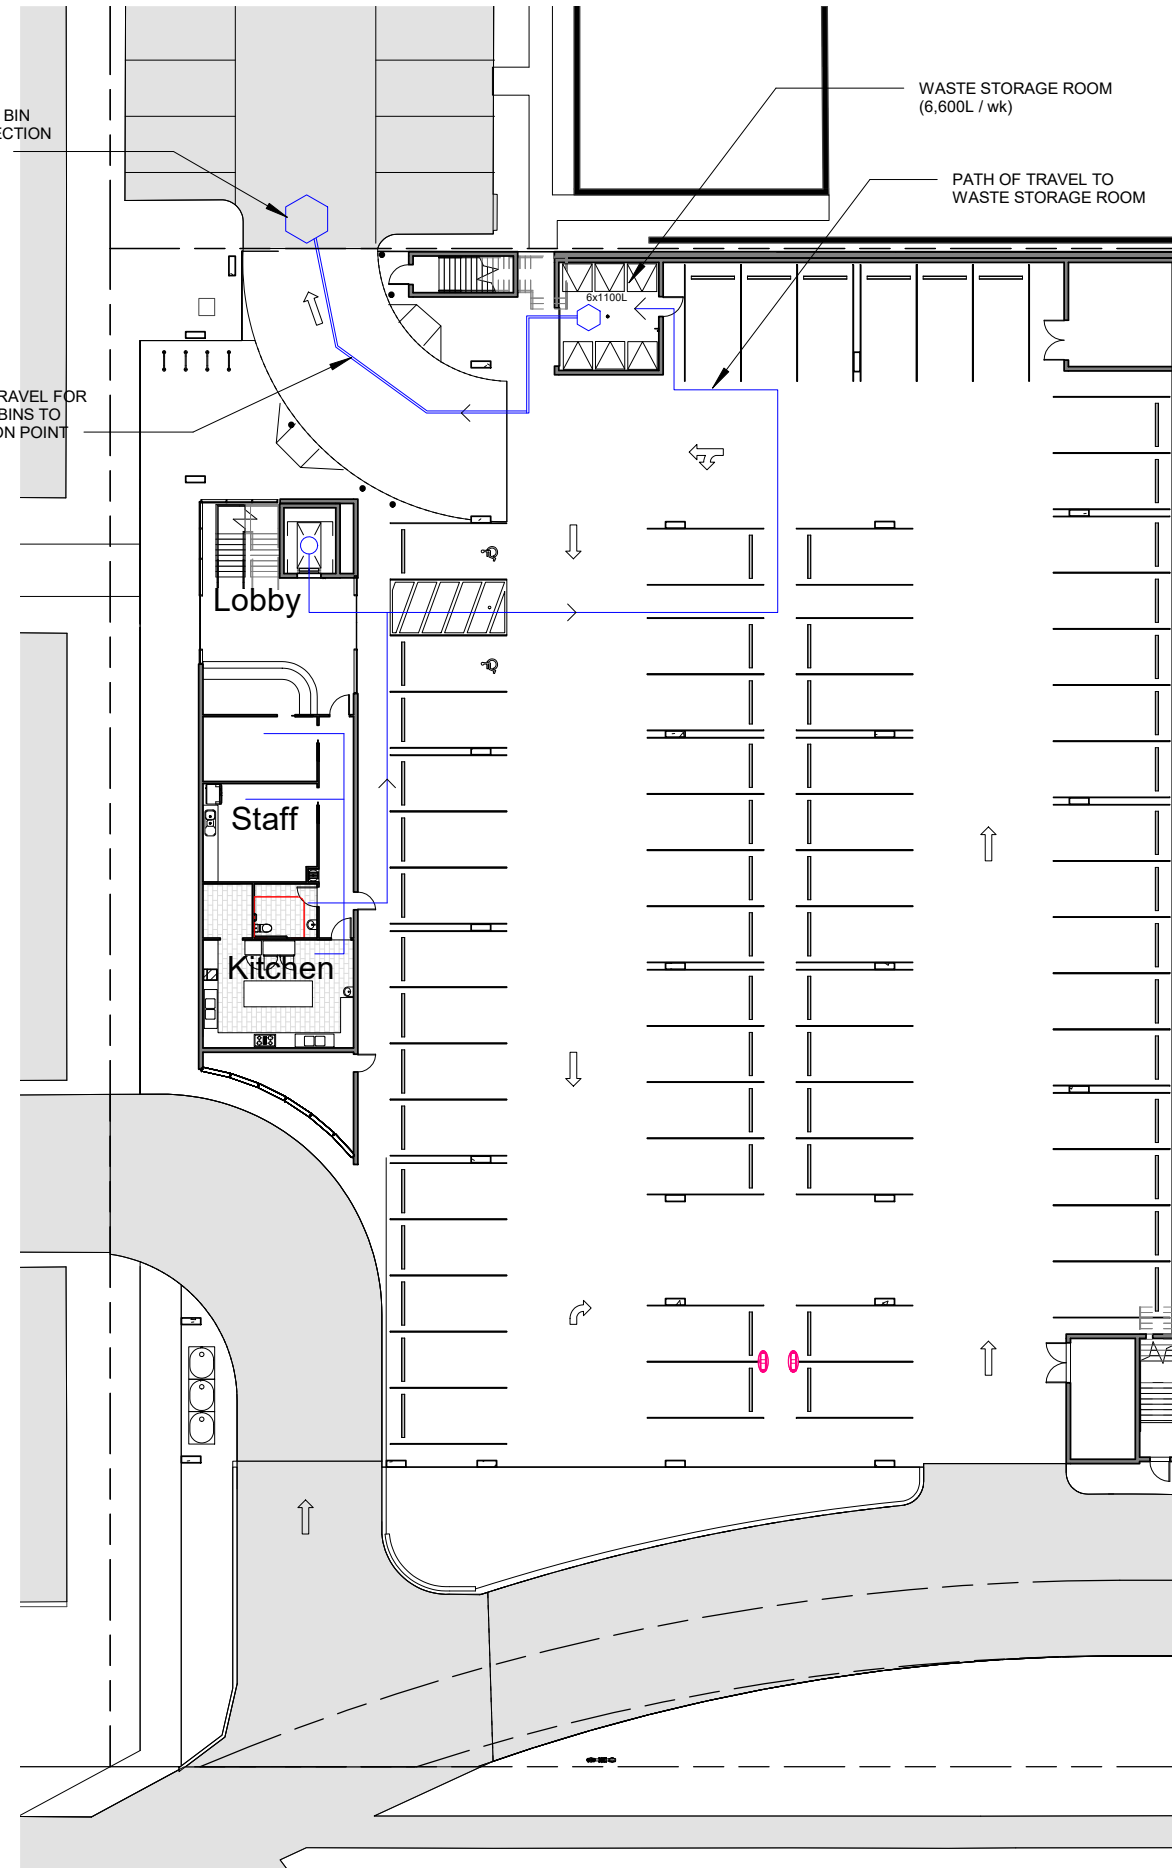 BIN
ECTION
WASTE STORAGE ROOM
(6,600L / wk)
PATH OF TRAVEL TO
WASTE STORAGE ROOM
6x1100L
RAVEL FOR
BINS TO
ON POINT
Lobby
Staff
Kitchen